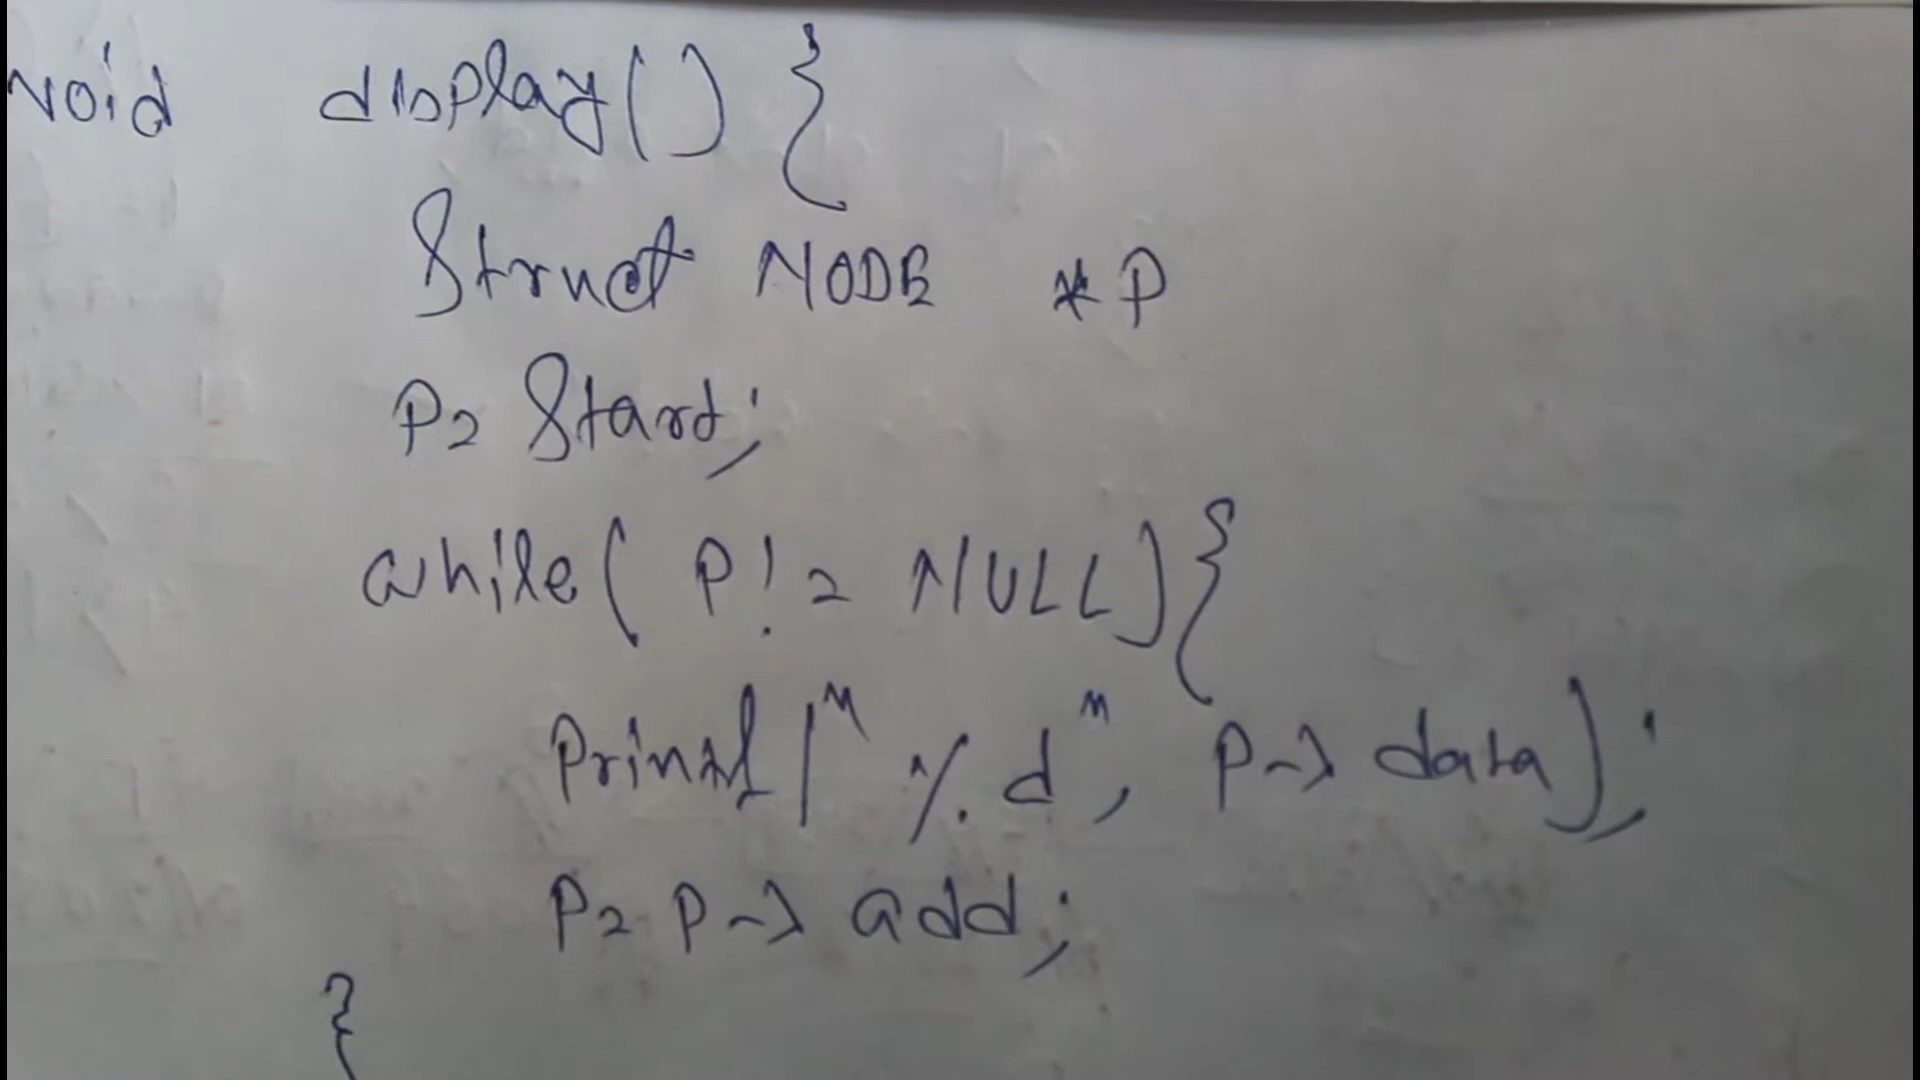 void display() {
struct NODE *P
P = Start;
while( P != NULL){
Printf(" %d", P-> data);
P = P-> add;
}